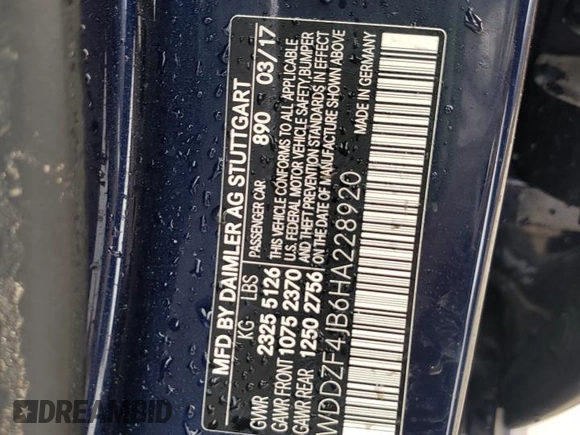 MFD BY DAIMLER AG STUTTGART
PASSENGER CAR 890 03/17
THIS VEHICLE CONFORMS TO ALL APPLICABLE
U.S. FEDERAL MOTOR VEHICLE SAFETY,BUMPER
AND THEFT PREVENTION STANDARDS IN EFFECT
ON THE DATE OF MANUFACTURE SHOWN ABOVE
MADE IN GERMANY
KG LBS
GVWR 2325 5126
GAWR FRONT 1075 2370
GAWR REAR 1250 2756
WDDZF4JB6HA228920
DREAMBID